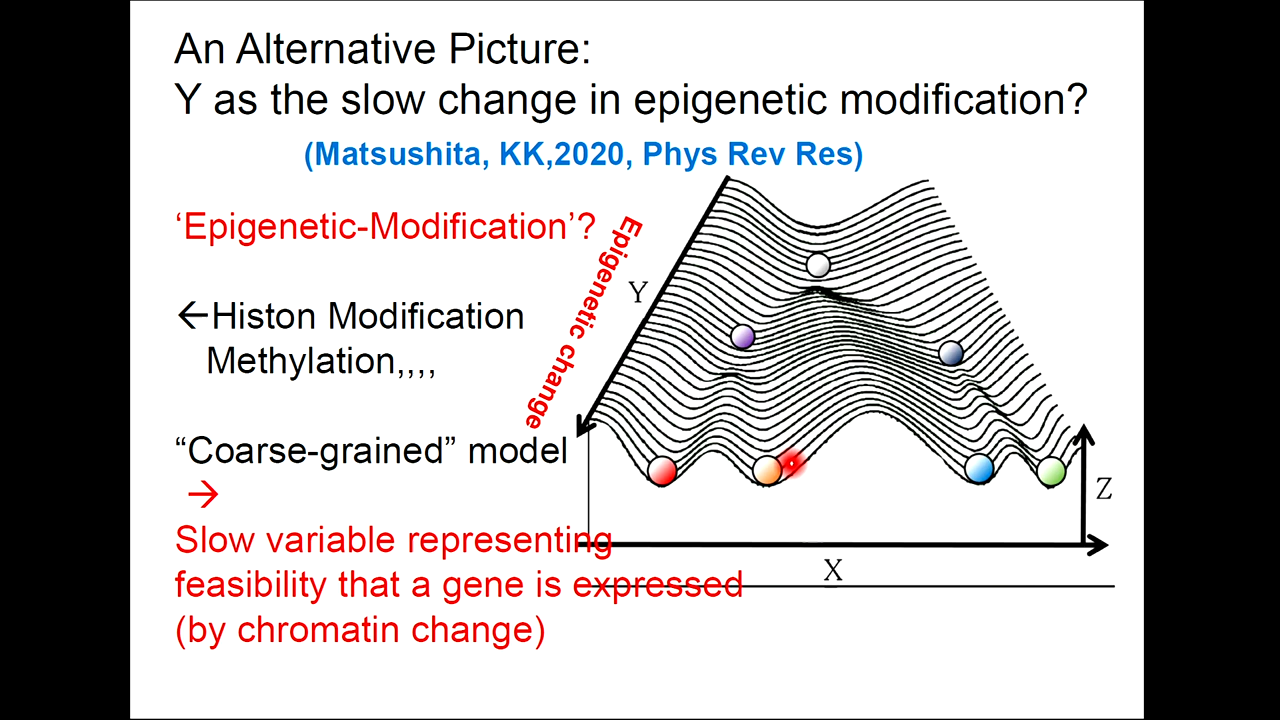 An Alternative Picture:
Y as the slow change in epigenetic modification?
(Matsushita, KK,2020, Phys Rev Res)
‘Epigenetic-Modification’?
←Histon Modification
Methylation,,,,
“Coarse-grained” model
→
Slow variable representing
feasibility that a gene is expressed
(by chromatin change)
Epigenetic change
Y
Z
X